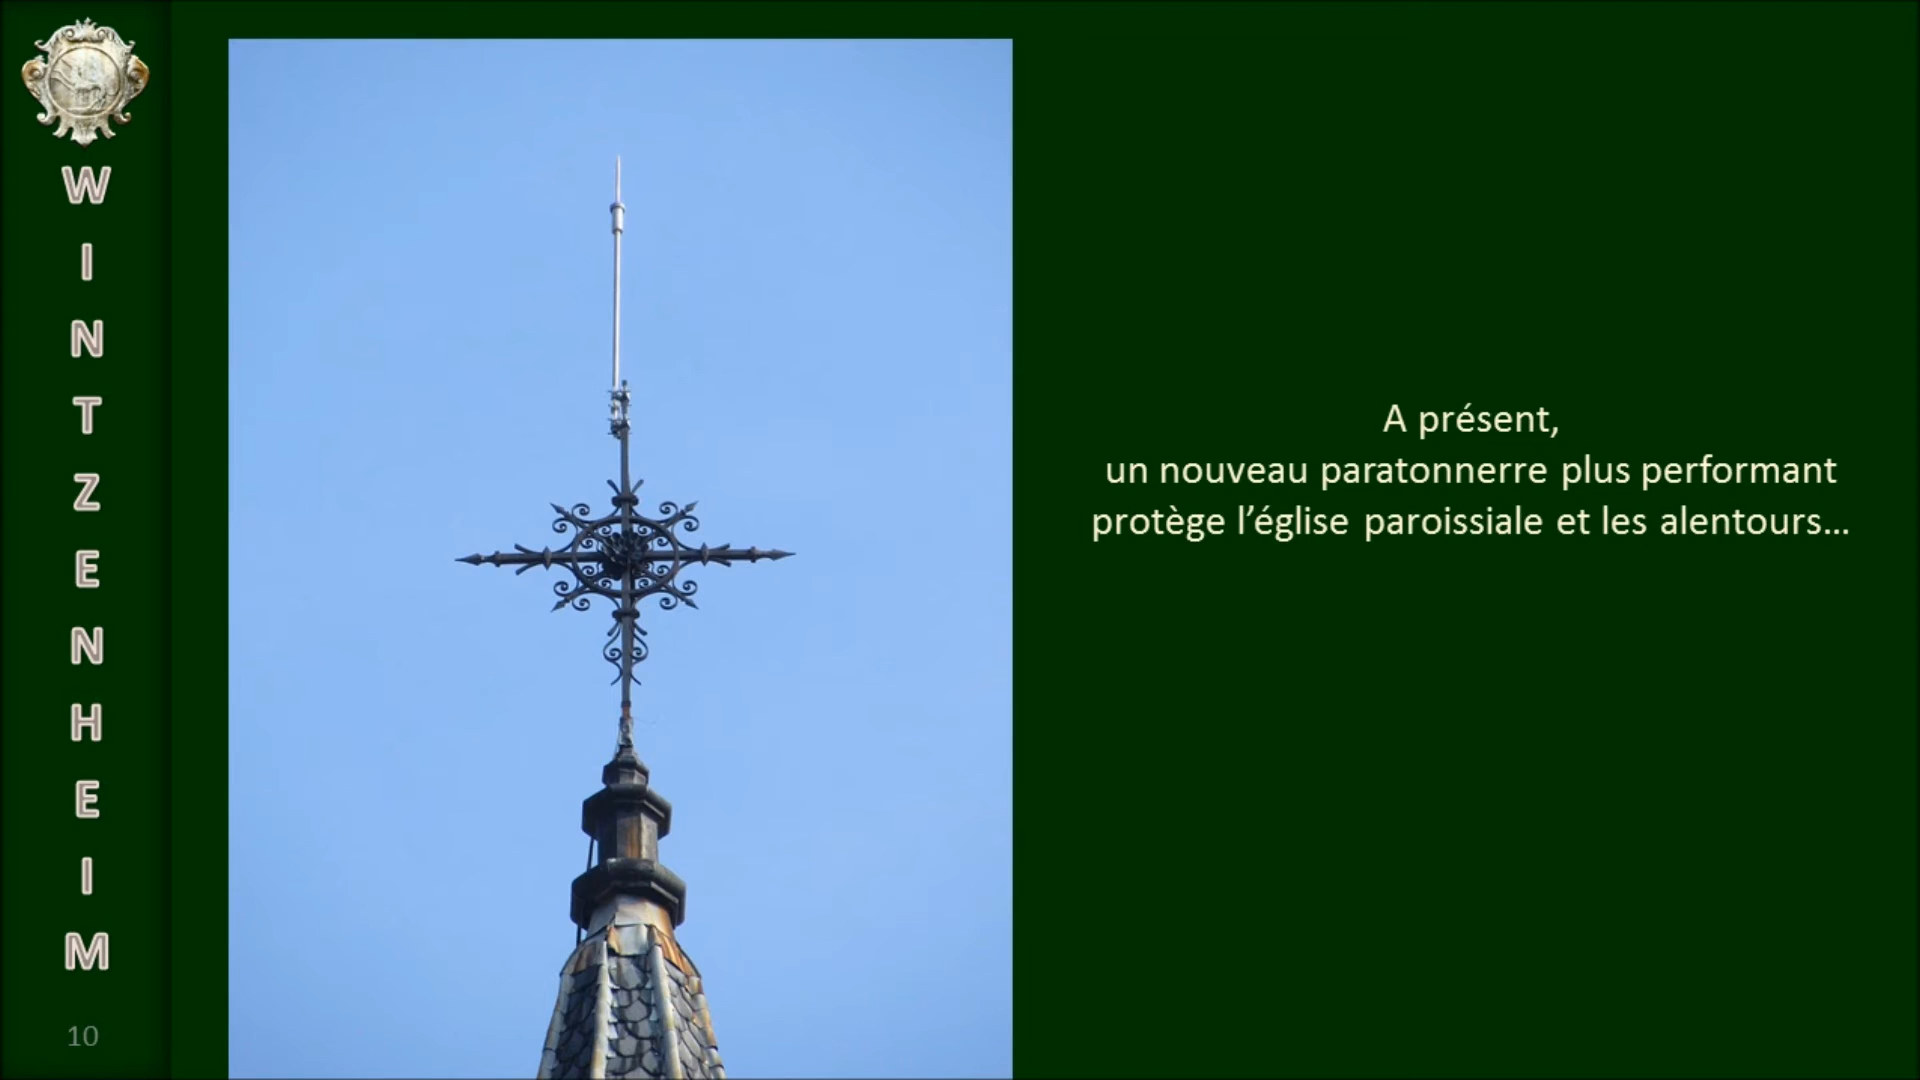 WINTZENHEIM
10
A présent,
un nouveau paratonnerre plus performant
protège l’église paroissiale et les alentours...